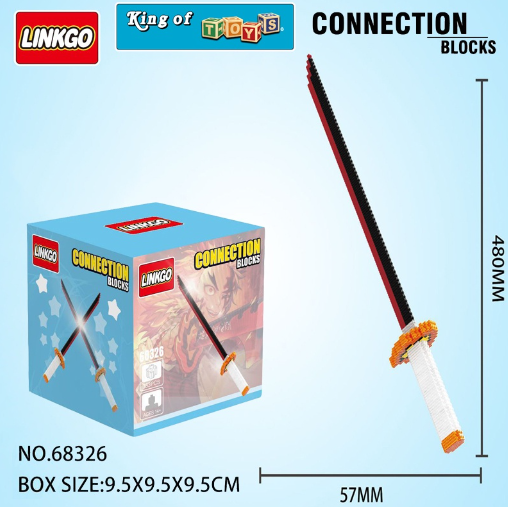 LINKGO
King of TOYS
CONNECTION
BLOCKS
480MM
LINKGO
LINKGO
CONNECTION
BLOCKS
LINKGO
CONNECTION
BLOCKS
68326
NO.68326
BOX SIZE:9.5X9.5X9.5CM
57MM